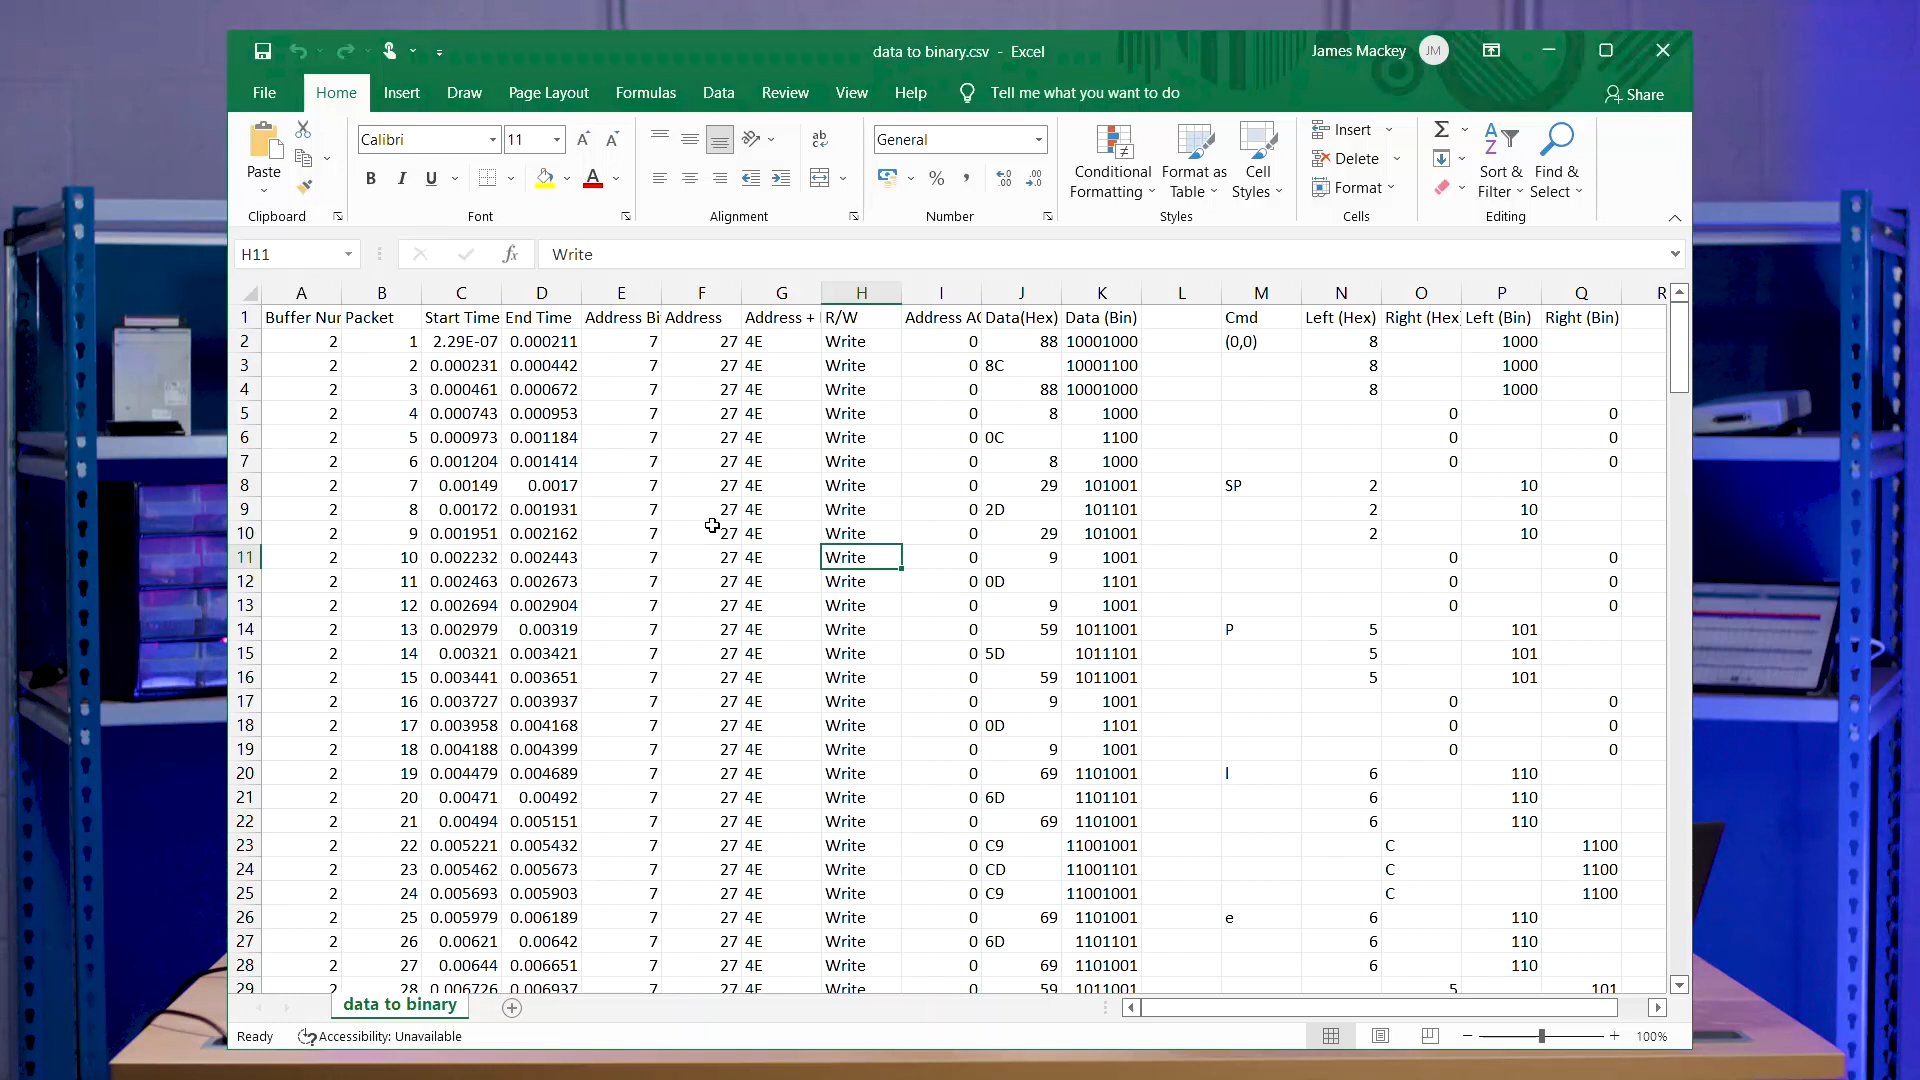 data to binary.csv - Excel
James Mackey JM
File Home Insert Draw Page Layout Formulas Data Review View Help Tell me what you want to do Share
Paste Calibri 11 General Conditional Formatting Format as Table Cell Styles Insert Delete Format Sort & Filter Find & Select
Clipboard Font Alignment Number Styles Cells Editing
H11 fx Write
A B C D E F G H I J K L M N O P Q R
1 Buffer Nur Packet Start Time End Time Address Bi Address Address + R/W Address AC Data(Hex) Data (Bin) Cmd Left (Hex) Right (Hex) Left (Bin) Right (Bin)
2 2 1 2.29E-07 0.000211 7 27 4E Write 0 88 10001000 (0,0) 8 1000
3 2 2 0.000231 0.000442 7 27 4E Write 0 8C 10001100 8 1000
4 2 3 0.000461 0.000672 7 27 4E Write 0 88 10001000 8 1000
5 2 4 0.000743 0.000953 7 27 4E Write 0 8 1000 0 0
6 2 5 0.000973 0.001184 7 27 4E Write 0 0C 1100 0 0
7 2 6 0.001204 0.001414 7 27 4E Write 0 8 1000 0 0
8 2 7 0.00149 0.0017 7 27 4E Write 0 29 101001 SP 2 10
9 2 8 0.00172 0.001931 7 27 4E Write 0 2D 101101 2 10
10 2 9 0.001951 0.002162 7 27 4E Write 0 29 101001 2 10
11 2 10 0.002232 0.002443 7 27 4E Write 0 9 1001 0 0
12 2 11 0.002463 0.002673 7 27 4E Write 0 0D 1101 0 0
13 2 12 0.002694 0.002904 7 27 4E Write 0 9 1001 0 0
14 2 13 0.002979 0.00319 7 27 4E Write 0 59 1011001 P 5 101
15 2 14 0.00321 0.003421 7 27 4E Write 0 5D 1011101 5 101
16 2 15 0.003441 0.003651 7 27 4E Write 0 59 1011001 5 101
17 2 16 0.003727 0.003937 7 27 4E Write 0 9 1001 0 0
18 2 17 0.003958 0.004168 7 27 4E Write 0 0D 1101 0 0
19 2 18 0.004188 0.004399 7 27 4E Write 0 9 1001 0 0
20 2 19 0.004479 0.004689 7 27 4E Write 0 69 1101001 l 6 110
21 2 20 0.00471 0.00492 7 27 4E Write 0 6D 1101101 6 110
22 2 21 0.00494 0.005151 7 27 4E Write 0 69 1101001 6 110
23 2 22 0.005221 0.005432 7 27 4E Write 0 C9 11001001 C 1100
24 2 23 0.005462 0.005673 7 27 4E Write 0 CD 11001101 C 1100
25 2 24 0.005693 0.005903 7 27 4E Write 0 C9 11001001 C 1100
26 2 25 0.005979 0.006189 7 27 4E Write 0 69 1101001 e 6 110
27 2 26 0.00621 0.00642 7 27 4E Write 0 6D 1101101 6 110
28 2 27 0.00644 0.006651 7 27 4E Write 0 69 1101001 6 110
29 2 28 0.006726 0.006937 7 27 4E Write 0 59 1011001 5 101
data to binary
Ready Accessibility: Unavailable 100%